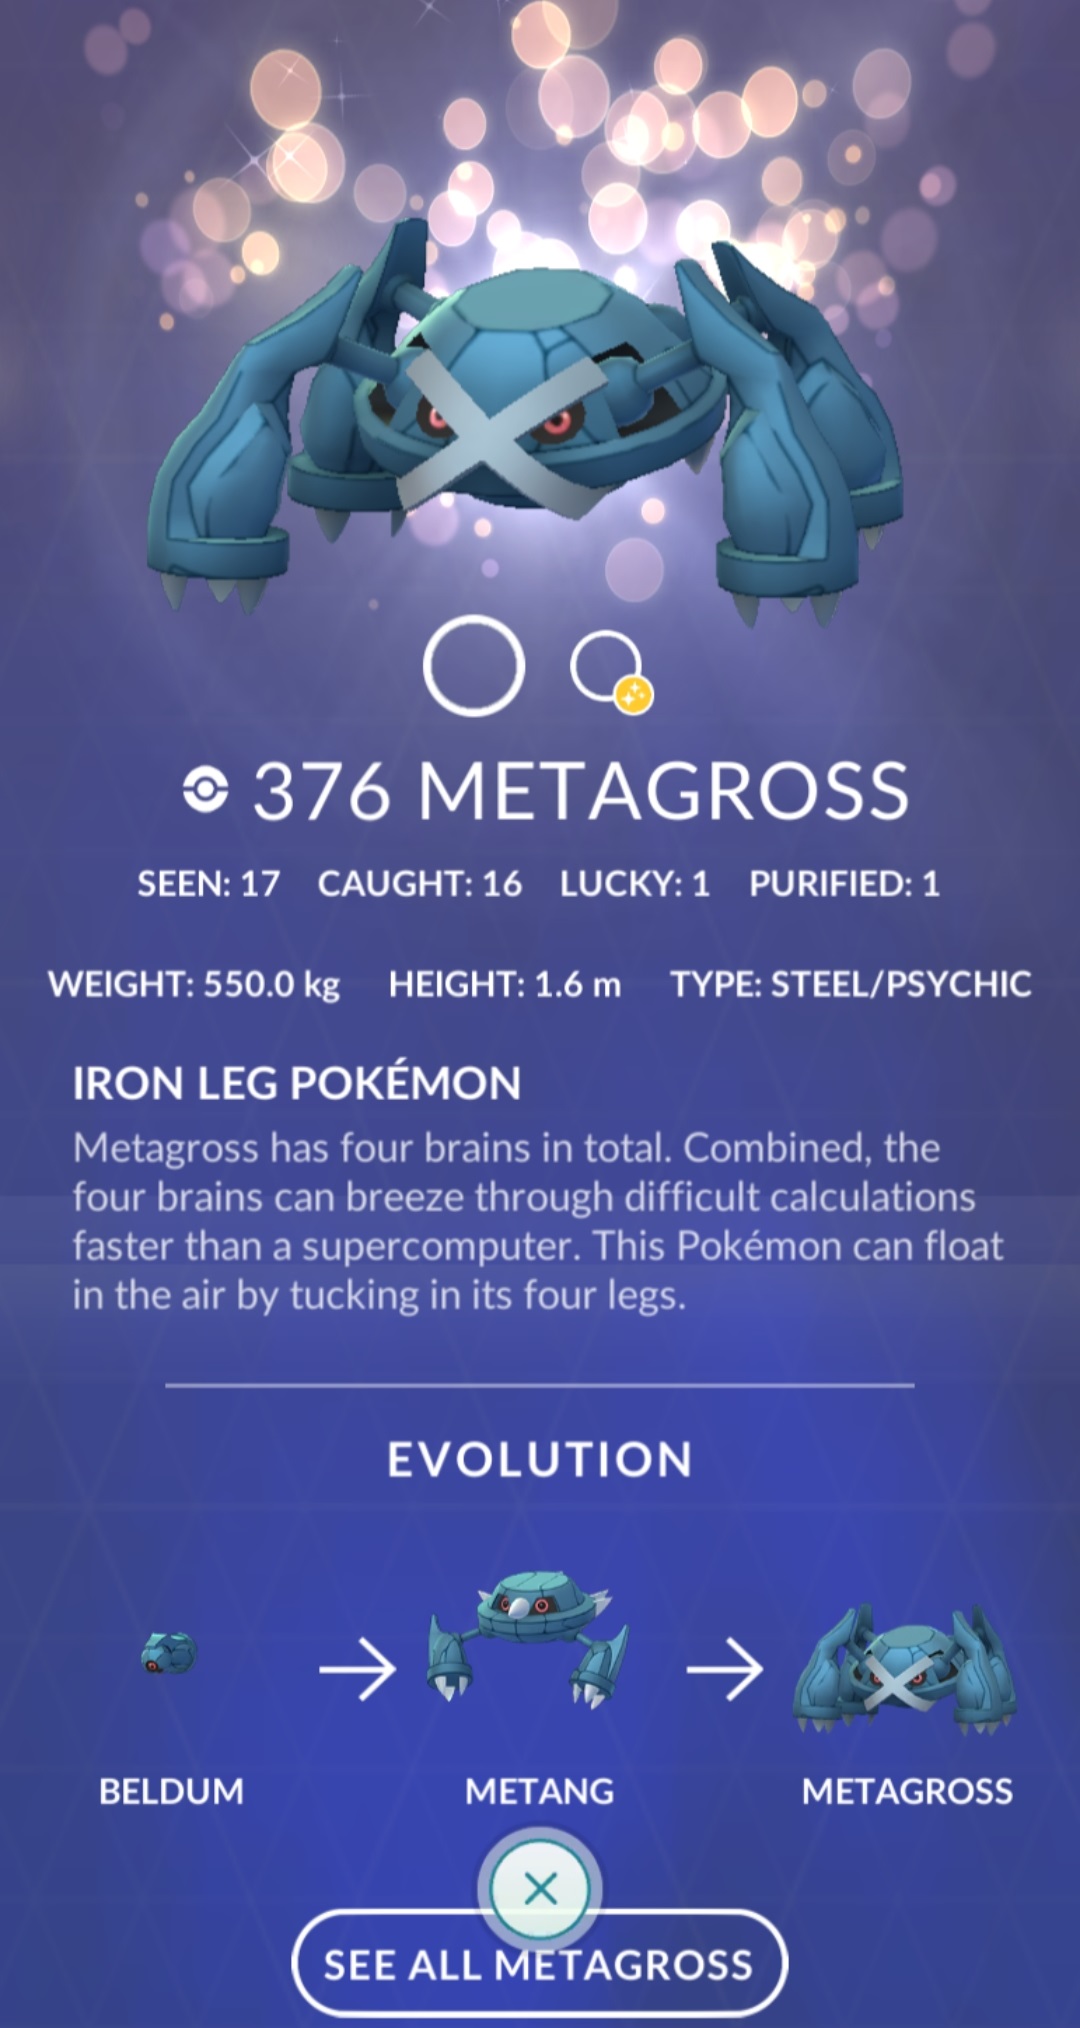 376 METAGROSS
SEEN: 17 CAUGHT: 16 LUCKY: 1 PURIFIED: 1
WEIGHT: 550.0 kg HEIGHT: 1.6 m TYPE: STEEL/PSYCHIC
IRON LEG POKÉMON
Metagross has four brains in total. Combined, the
four brains can breeze through difficult calculations
faster than a supercomputer. This Pokémon can float
in the air by tucking in its four legs.
EVOLUTION
BELDUM METANG METAGROSS
SEE ALL METAGROSS